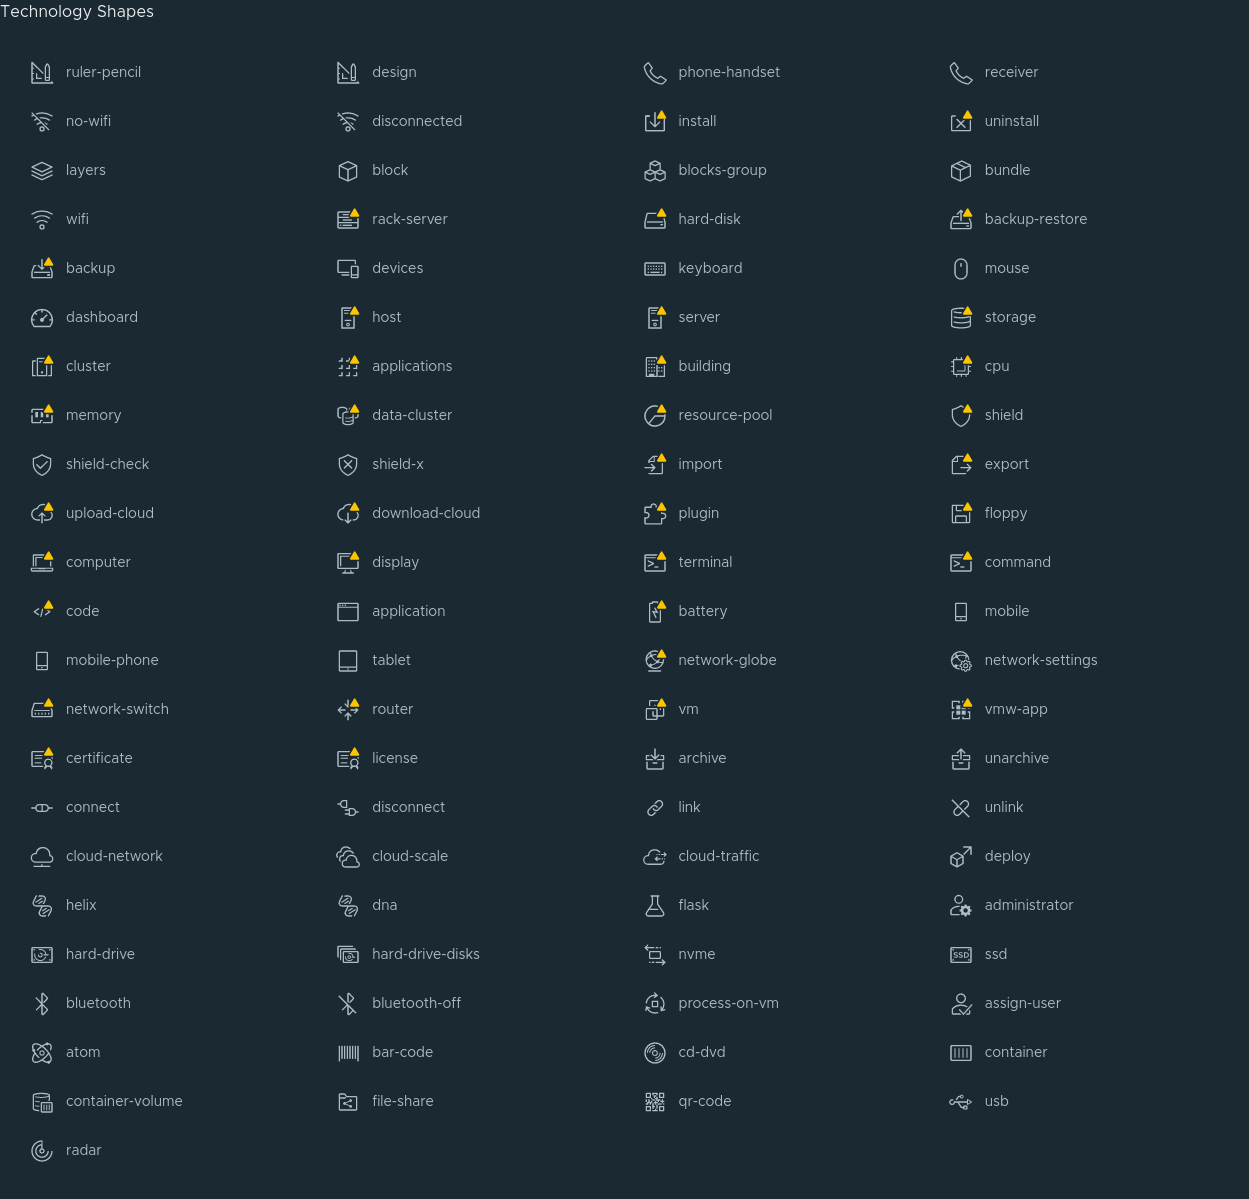 Technology Shapes
ruler-pencil design phone-handset receiver
no-wifi disconnected install uninstall
layers block blocks-group bundle
wifi rack-server hard-disk backup-restore
backup devices keyboard mouse
dashboard host server storage
cluster applications building cpu
memory data-cluster resource-pool shield
shield-check shield-x import export
upload-cloud download-cloud plugin floppy
computer display terminal command
code application battery mobile
mobile-phone tablet network-globe network-settings
network-switch router vm vmw-app
certificate license archive unarchive
connect disconnect link unlink
cloud-network cloud-scale cloud-traffic deploy
helix dna flask administrator
hard-drive hard-drive-disks nvme SSD ssd
bluetooth bluetooth-off process-on-vm assign-user
atom bar-code cd-dvd container
container-volume file-share qr-code usb
radar